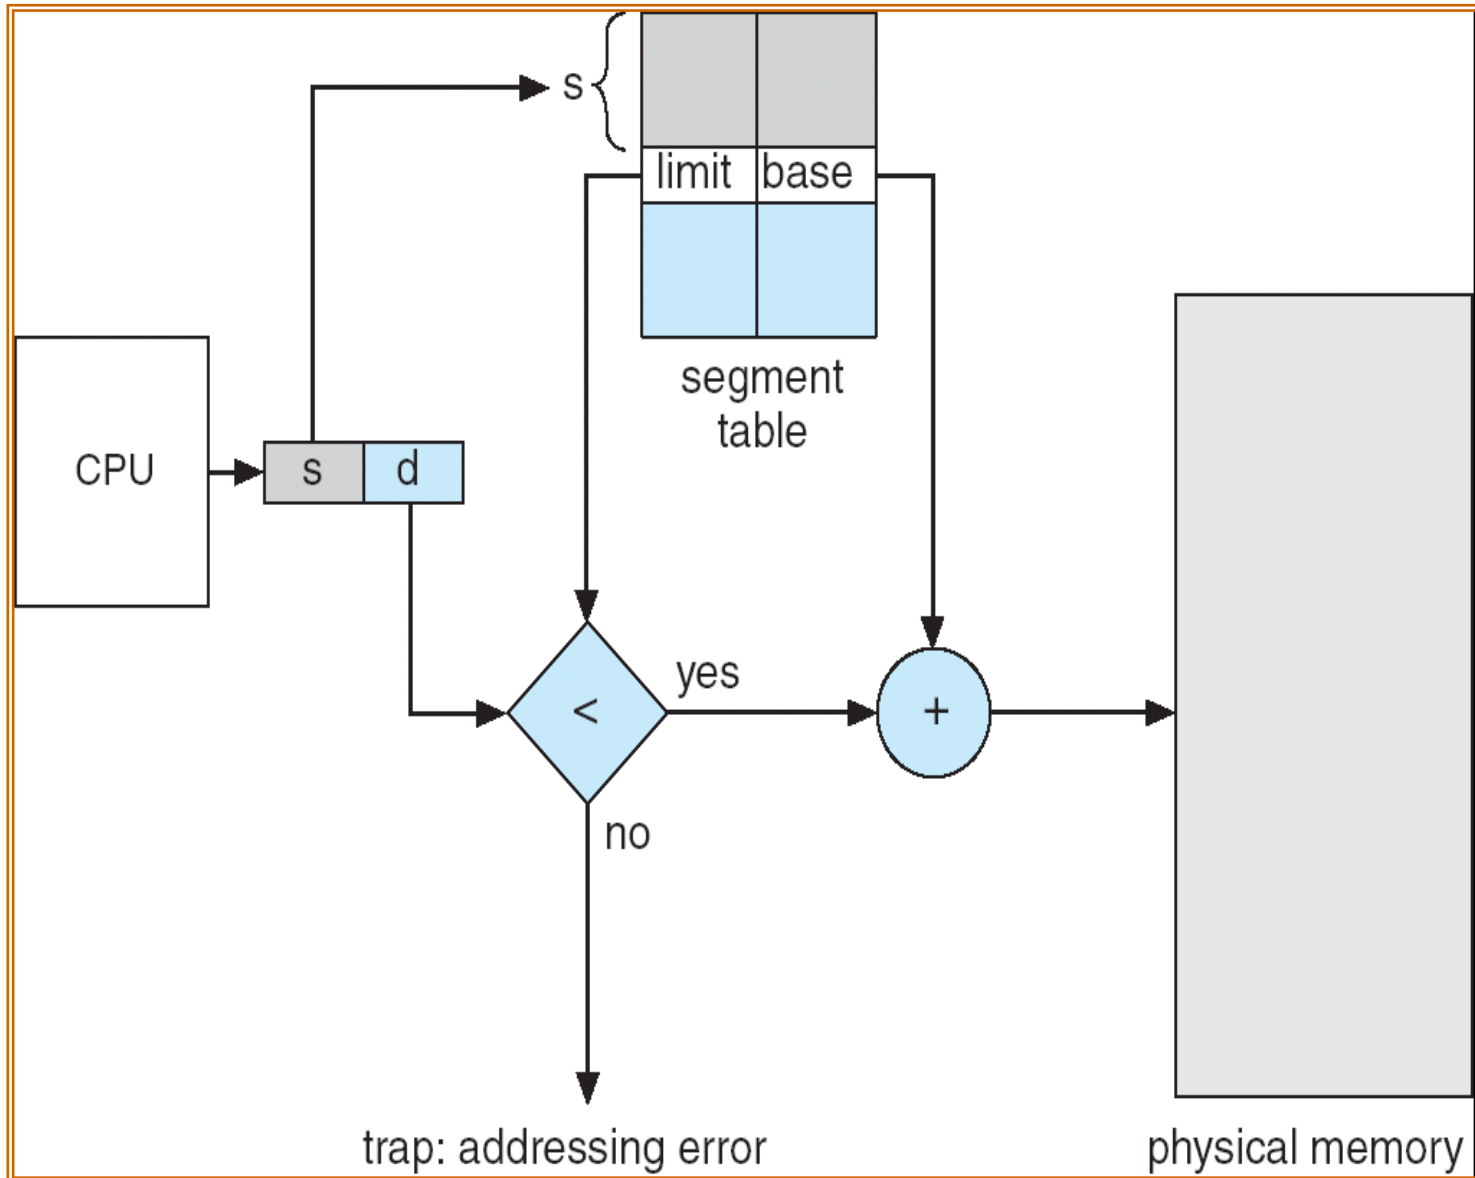 s
limit base
segment
table
CPU
s d
yes
<
+
no
trap: addressing error
physical memory